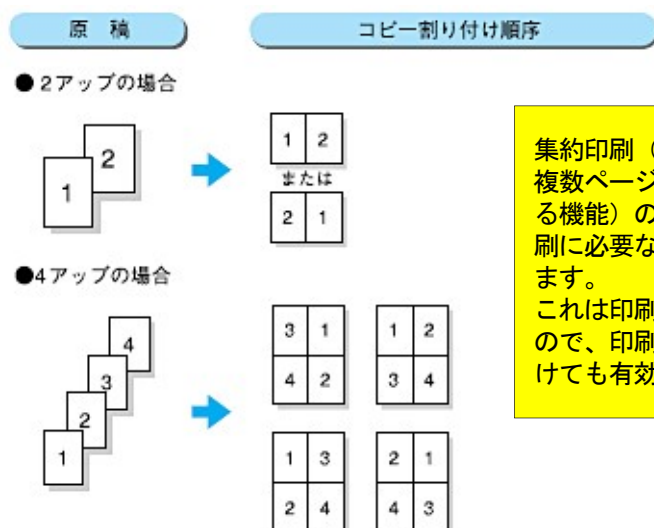 原 稿
コピー割り付け順序
●2アップの場合
1
2
1 2
または
2 1
●4アップの場合
1
2
3
4
3 1
4 2
1 2
3 4
1 3
2 4
2 1
4 3
集約印刷（
複数ページ
る機能）の
刷に必要な
ます。
これは印刷
ので、印刷
けても有効